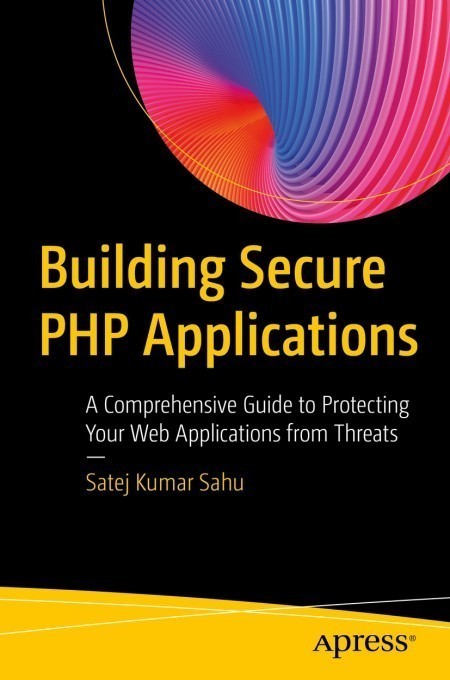 Building Secure
PHP Applications
A Comprehensive Guide to Protecting
Your Web Applications from Threats
—
Satej Kumar Sahu
Apress®